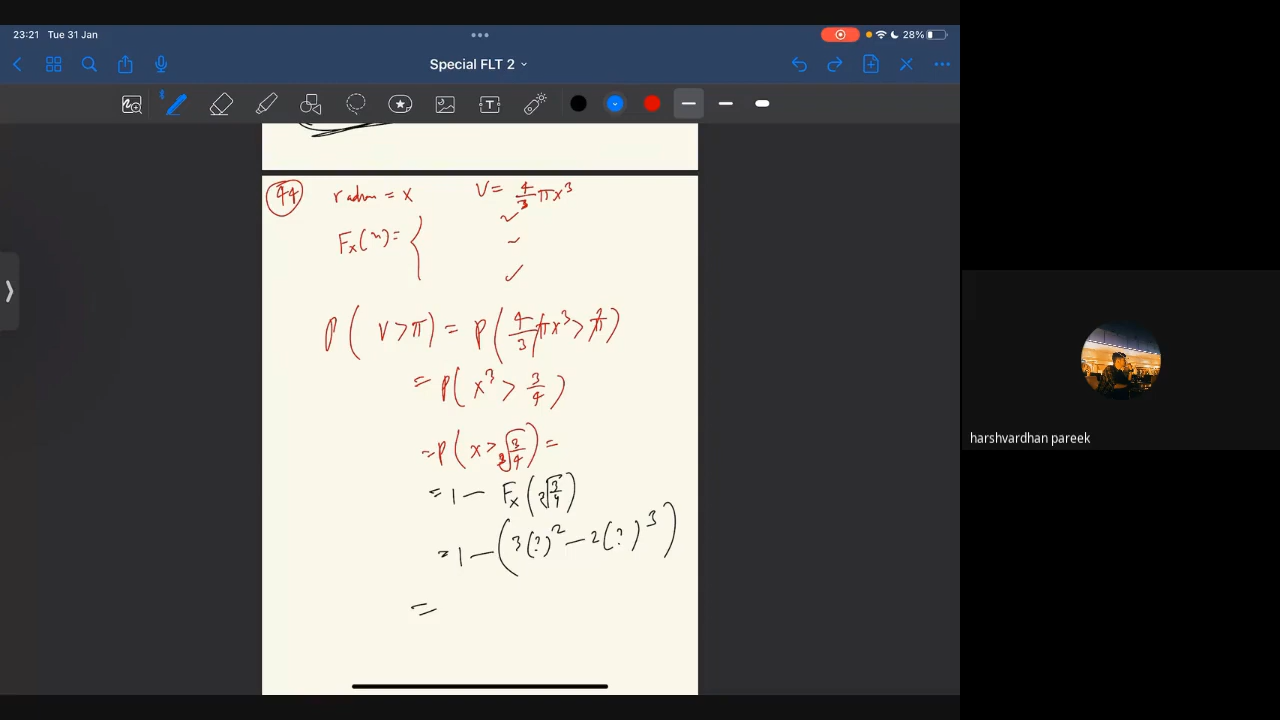 23:21 Tue 31 Jan
28%
Special FLT 2
44 radius = x V = 4/3 πx³
Fx(x) = {
P( V > π) = P( 4/3 πx³ > π)
= P( x³ > 3/4 )
= P( x > ∛(3/4) ) =
= 1 — Fx( ∛(3/4) )
= 1 — ( 3(?)² — 2(?)³ )
=
harshvardhan pareek